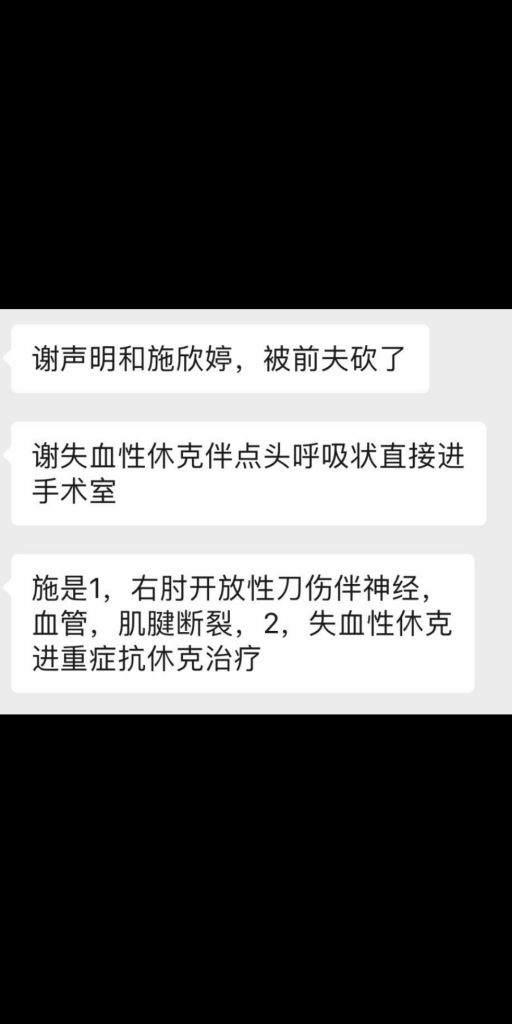 谢声明和施欣婷，被前夫砍了
谢失血性休克伴点头呼吸状直接进
手术室
施是1，右肘开放性刀伤伴神经，
血管，肌腱断裂，2，失血性休克
进重症抗休克治疗